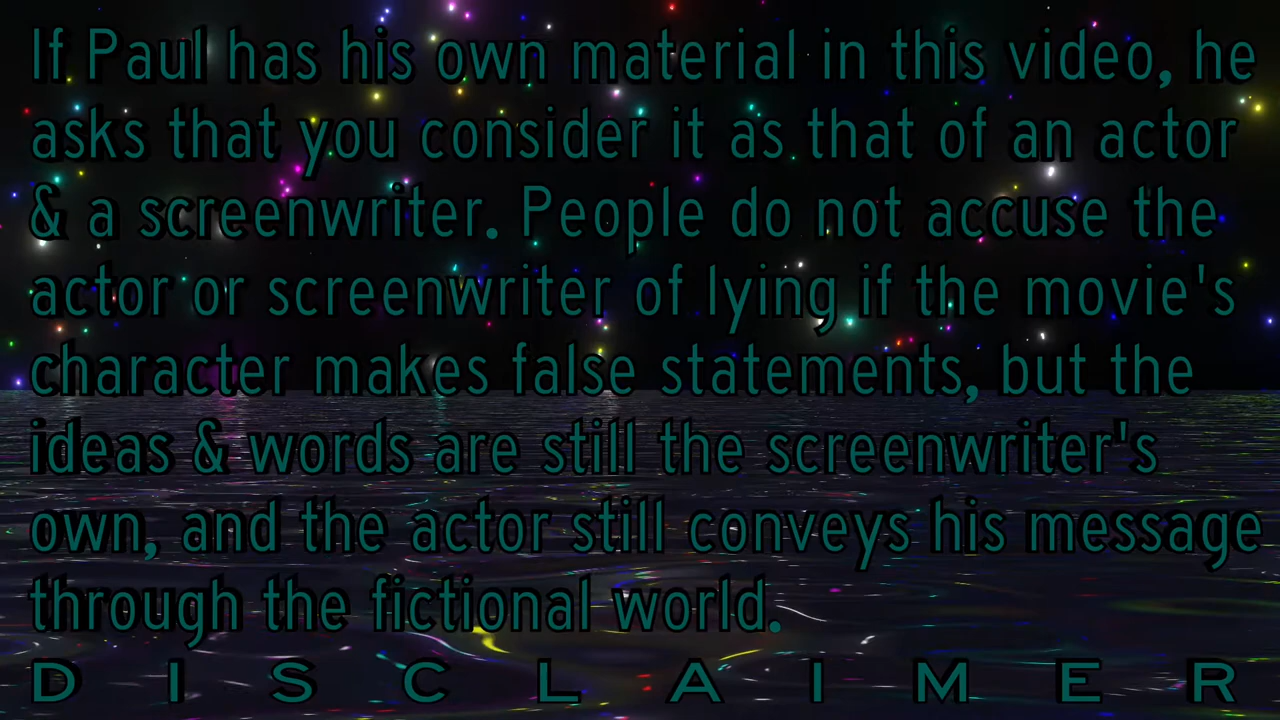 If Paul has his own material in this video, he
asks that you consider it as that of an actor
& a screenwriter. People do not accuse the
actor or screenwriter of lying if the movie's
character makes false statements, but the
ideas & words are still the screenwriter's
own, and the actor still conveys his message
through the fictional world.
DISCLAIMER